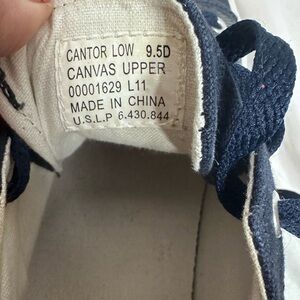 CANTOR LOW 9.5D
CANVAS UPPER
00001629 L11
MADE IN CHINA
U.S.L.P 6.430.844